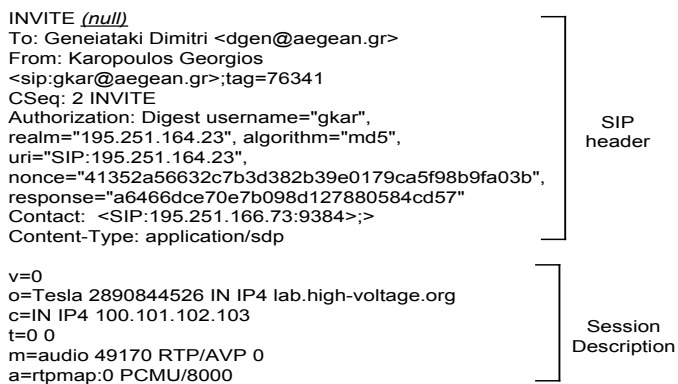 INVITE (null)
To: Geneiataki Dimitri <dgen@aegean.gr>
From: Karopoulos Georgios
<sip:gkar@aegean.gr>;tag=76341
CSeq: 2 INVITE
Authorization: Digest username="gkar",
realm="195.251.164.23", algorithm="md5",
uri="SIP:195.251.164.23",
nonce="41352a56632c7b3d382b39e0179ca5f98b9fa03b",
response="a6466dce70e7b098d127880584cd57"
Contact: <SIP:195.251.166.73:9384>;>
Content-Type: application/sdp
SIP
header
v=0
o=Tesla 2890844526 IN IP4 lab.high-voltage.org
c=IN IP4 100.101.102.103
t=0 0
m=audio 49170 RTP/AVP 0
a=rtpmap:0 PCMU/8000
Session
Description